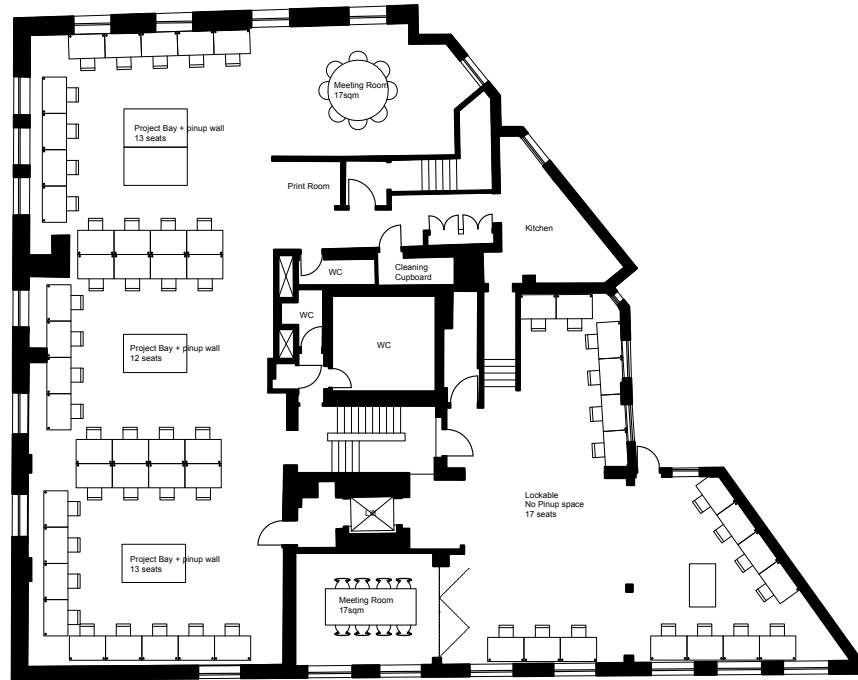 Meeting Room
17sqm
Project Bay + pinup wall
13 seats
Print Room
Kitchen
WC
Cleaning
Cupboard
WC
WC
Project Bay + pinup wall
12 seats
Lockable
No Pinup space
17 seats
Lift
Project Bay + pinup wall
13 seats
Meeting Room
17sqm